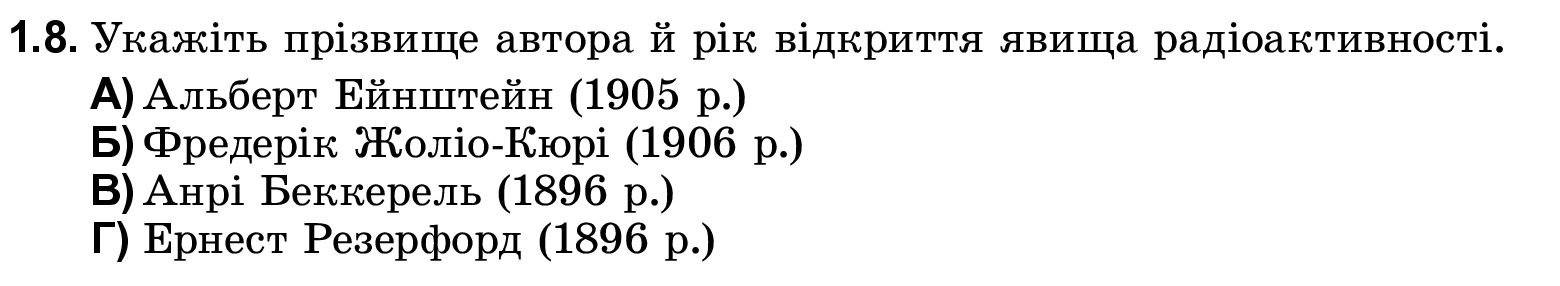 1.8. Укажіть прізвище автора й рік відкриття явища радіоактивності.
А) Альберт Ейнштейн (1905 р.)
Б) Фредерік Жоліо-Кюрі (1906 р.)
В) Анрі Беккерель (1896 р.)
Г) Ернест Резерфорд (1896 р.)